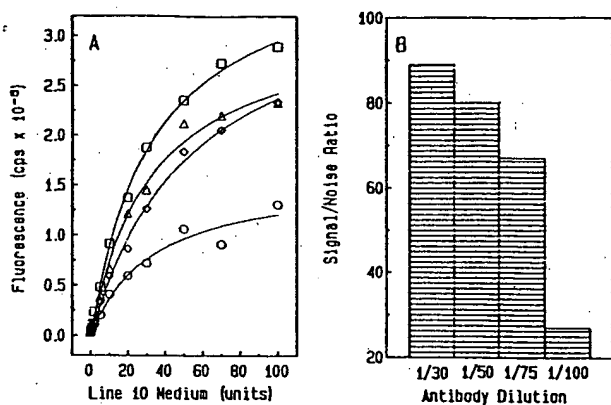 A
Fluorescence (cps x 10⁻⁶)
3.0
2.5
2.0
1.5
1.0
0.5
0.0
0 20 40 60 80 100
Line 10 Medium (units)
B
Signal/Noise Ratio
100
80
60
40
20
1/30 1/50 1/75 1/100
Antibody Dilution